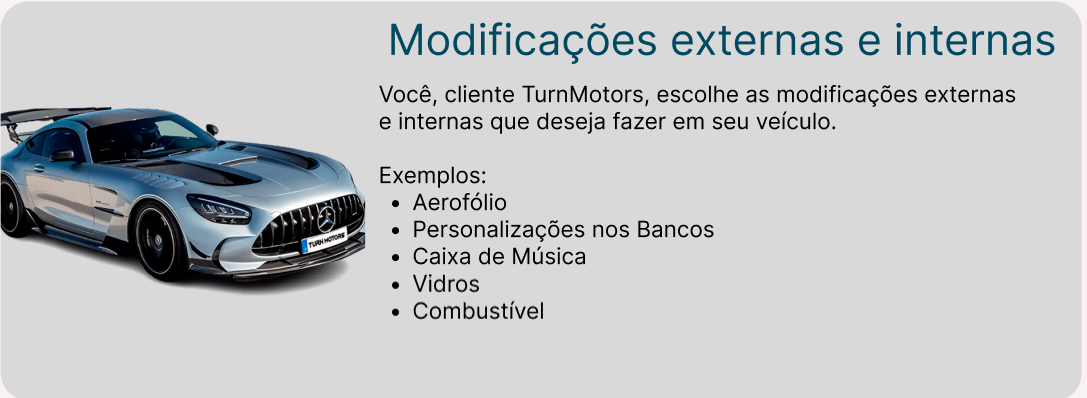 Modificações externas e internas
Você, cliente TurnMotors, escolhe as modificações externas
e internas que deseja fazer em seu veículo.
Exemplos:
• Aerofólio
• Personalizações nos Bancos
• Caixa de Música
• Vidros
• Combustível
TURN MOTORS